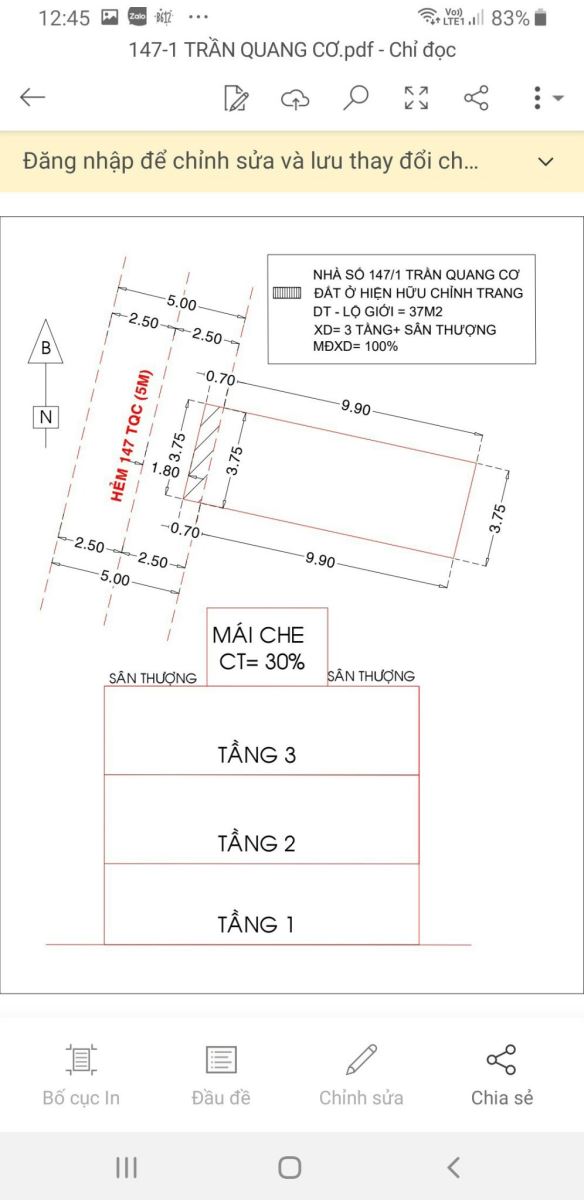 12:45 Zalo Vo)) LTE1 83%
147-1 TRẦN QUANG CƠ.pdf - Chỉ đọc
Đăng nhập để chỉnh sửa và lưu thay đổi ch...
NHÀ SỐ 147/1 TRẦN QUANG CƠ
ĐẤT Ở HIỆN HỮU CHỈNH TRANG
DT - LỘ GIỚI = 37M2
XD= 3 TẦNG+ SÂN THƯỢNG
MĐXD= 100%
5.00
2.50
2.50
B
N
0.70
9.90
HẺM 147 TQC (5M)
3.75
3.75
1.80
3.75
0.70
9.90
2.50
2.50
5.00
MÁI CHE
CT= 30%
SÂN THƯỢNG
SÂN THƯỢNG
TẦNG 3
TẦNG 2
TẦNG 1
Bố cục In
Đầu đề
Chỉnh sửa
Chia sẻ